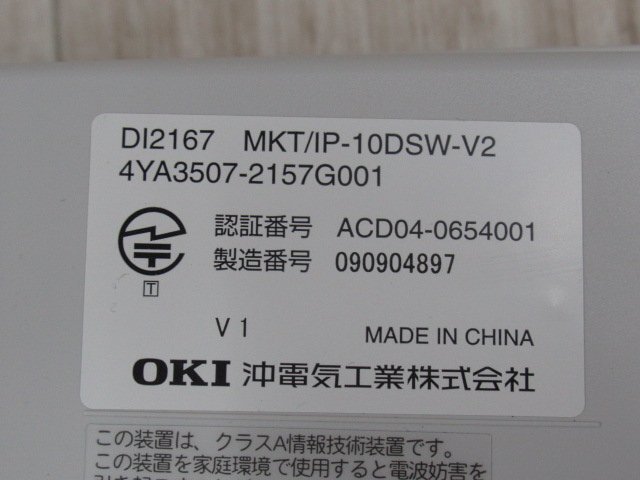 DI2167 MKT/IP-10DSW-V2
4YA3507-2157G001
認証番号 ACD04-0654001
製造番号 090904897
T
V 1 MADE IN CHINA
OKI 沖電気工業株式会社
この装置は、クラスA情報技術装置です。
この装置を家庭環境で使用すると電波妨害を